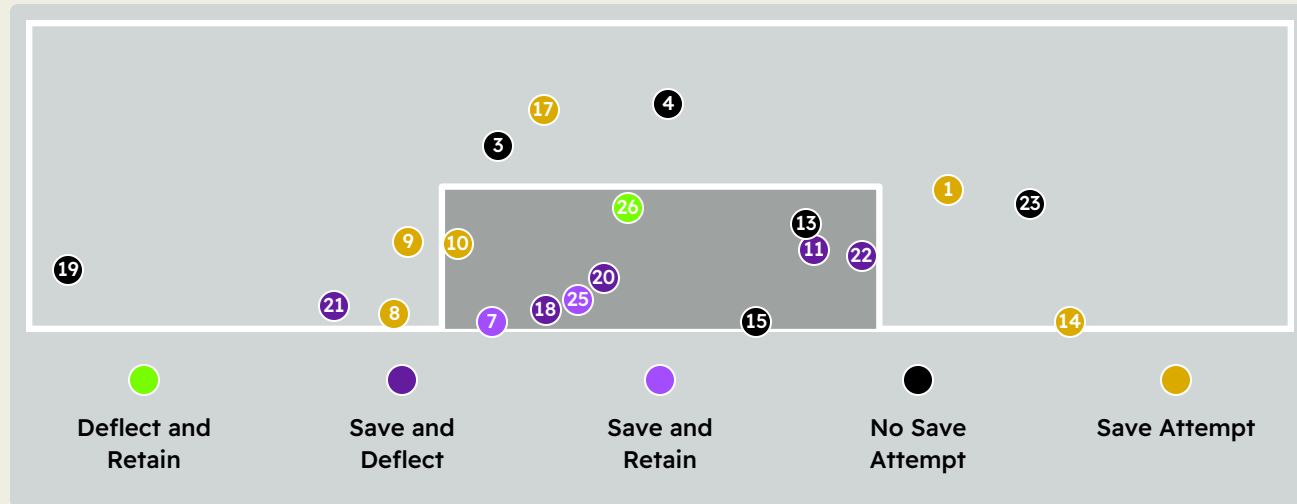 4
17
3
1
23
26
13
9
10
11
22
19
20
25
21
18
8
7
15
14
Deflect and
Retain
Save and
Deflect
Save and
Retain
No Save
Attempt
Save Attempt